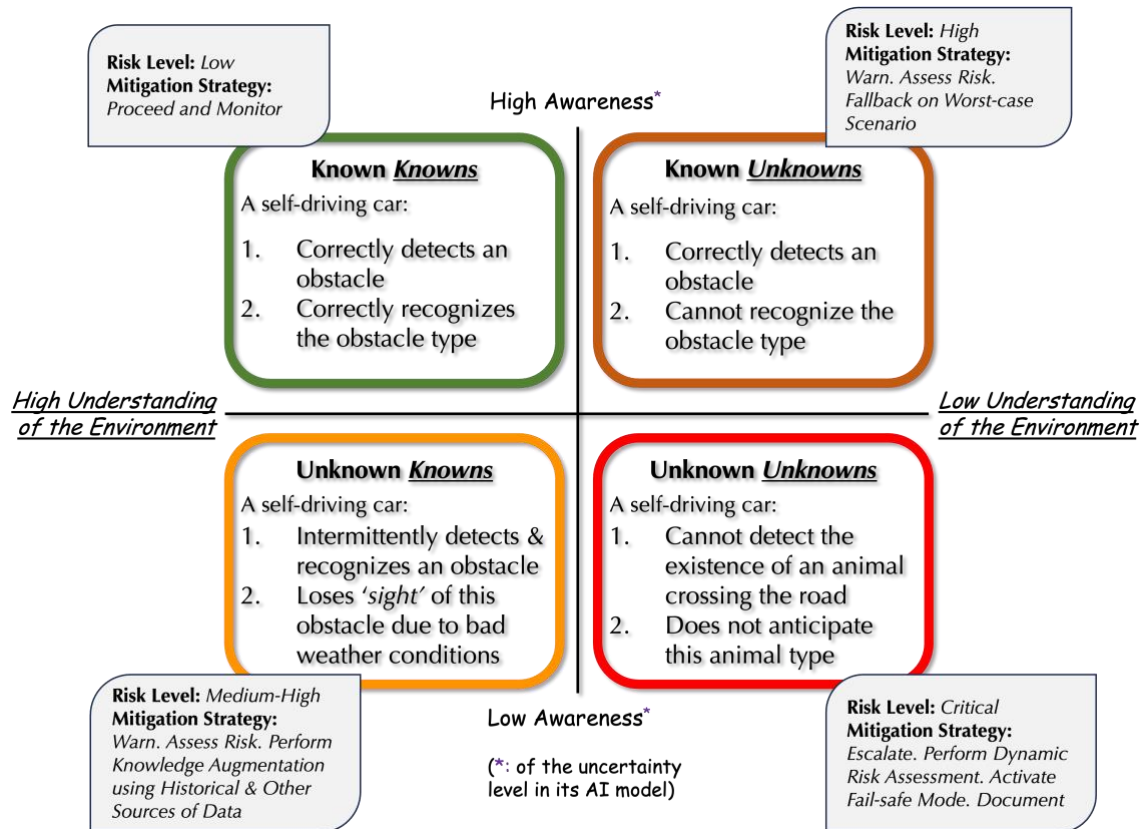 Risk Level: Low
Mitigation Strategy:
Proceed and Monitor
Risk Level: High
Mitigation Strategy:
Warn. Assess Risk.
Fallback on Worst-case
Scenario
High Awareness*
Known Knowns
A self-driving car:
1. Correctly detects an
obstacle
2. Correctly recognizes
the obstacle type
Known Unknowns
A self-driving car:
1. Correctly detects an
obstacle
2. Cannot recognize the
obstacle type
High Understanding
of the Environment
Low Understanding
of the Environment
Unknown Knowns
A self-driving car:
1. Intermittently detects &
recognizes an obstacle
2. Loses ‘sight’ of this
obstacle due to bad
weather conditions
Unknown Unknowns
A self-driving car:
1. Cannot detect the
existence of an animal
crossing the road
2. Does not anticipate
this animal type
Risk Level: Medium-High
Mitigation Strategy:
Warn. Assess Risk. Perform
Knowledge Augmentation
using Historical & Other
Sources of Data
Low Awareness*
(*: of the uncertainty
level in its AI model)
Risk Level: Critical
Mitigation Strategy:
Escalate. Perform Dynamic
Risk Assessment. Activate
Fail-safe Mode. Document